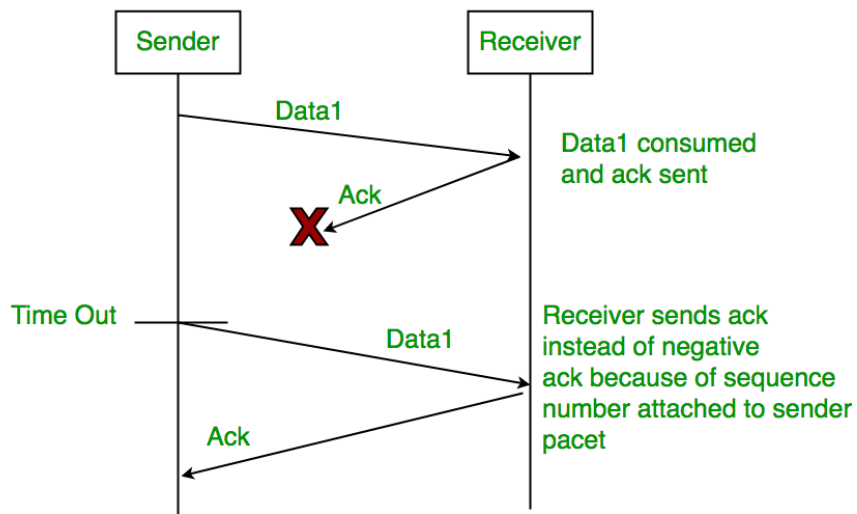 Sender
Receiver
Data1
Data1 consumed
and ack sent
Ack
X
Time Out
Data1
Receiver sends ack
instead of negative
ack because of sequence
number attached to sender
pacet
Ack